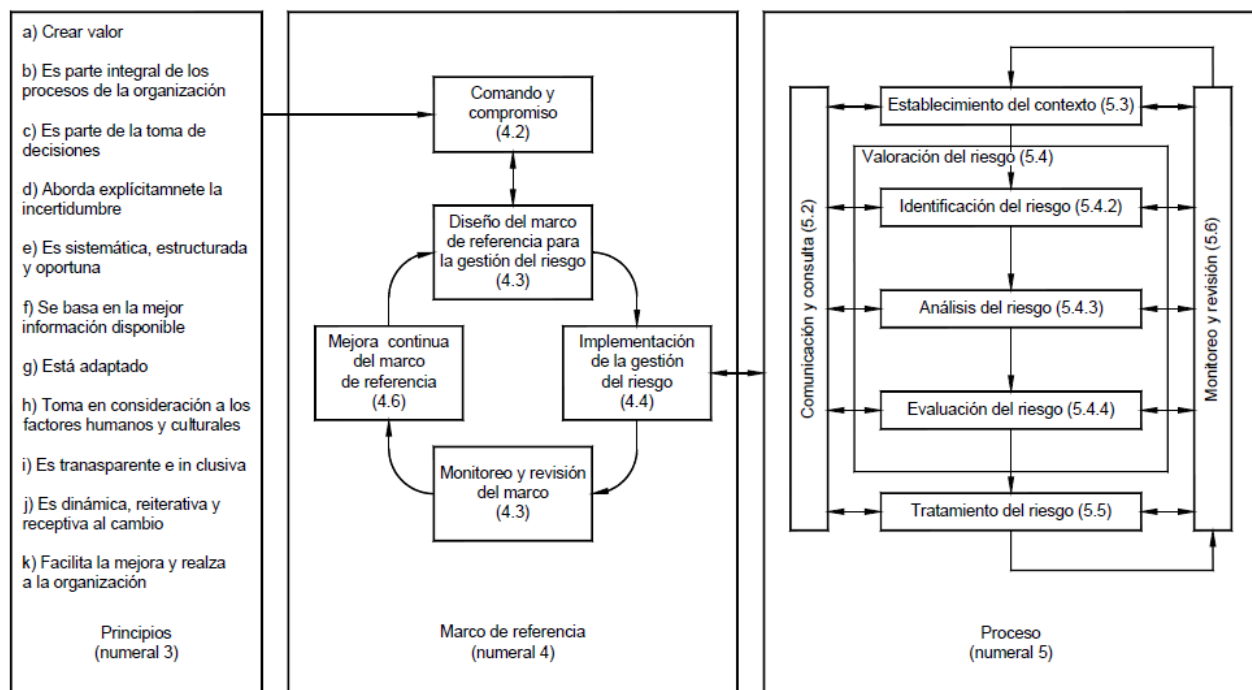 a) Crear valor
b) Es parte integral de los
procesos de la organización
c) Es parte de la toma de
decisiones
d) Aborda explícitamnete la
incertidumbre
e) Es sistemática, estructurada
y oportuna
f) Se basa en la mejor
información disponible
g) Está adaptado
h) Toma en consideración a los
factores humanos y culturales
i) Es tranasparente e in clusiva
j) Es dinámica, reiterativa y
receptiva al cambio
k) Facilita la mejora y realza
a la organización
Principios
(numeral 3)
Comando y
compromiso
(4.2)
Diseño del marco
de referencia para
la gestión del riesgo
(4.3)
Mejora continua
del marco
de referencia
(4.6)
Implementación
de la gestión
del riesgo
(4.4)
Monitoreo y revisión
del marco
(4.3)
Marco de referencia
(numeral 4)
Comunicación y consulta (5.2)
Establecimiento del contexto (5.3)
Valoración del riesgo (5.4)
Identificación del riesgo (5.4.2)
Análisis del riesgo (5.4.3)
Evaluación del riesgo (5.4.4)
Tratamiento del riesgo (5.5)
Monitoreo y revisión (5.6)
Proceso
(numeral 5)